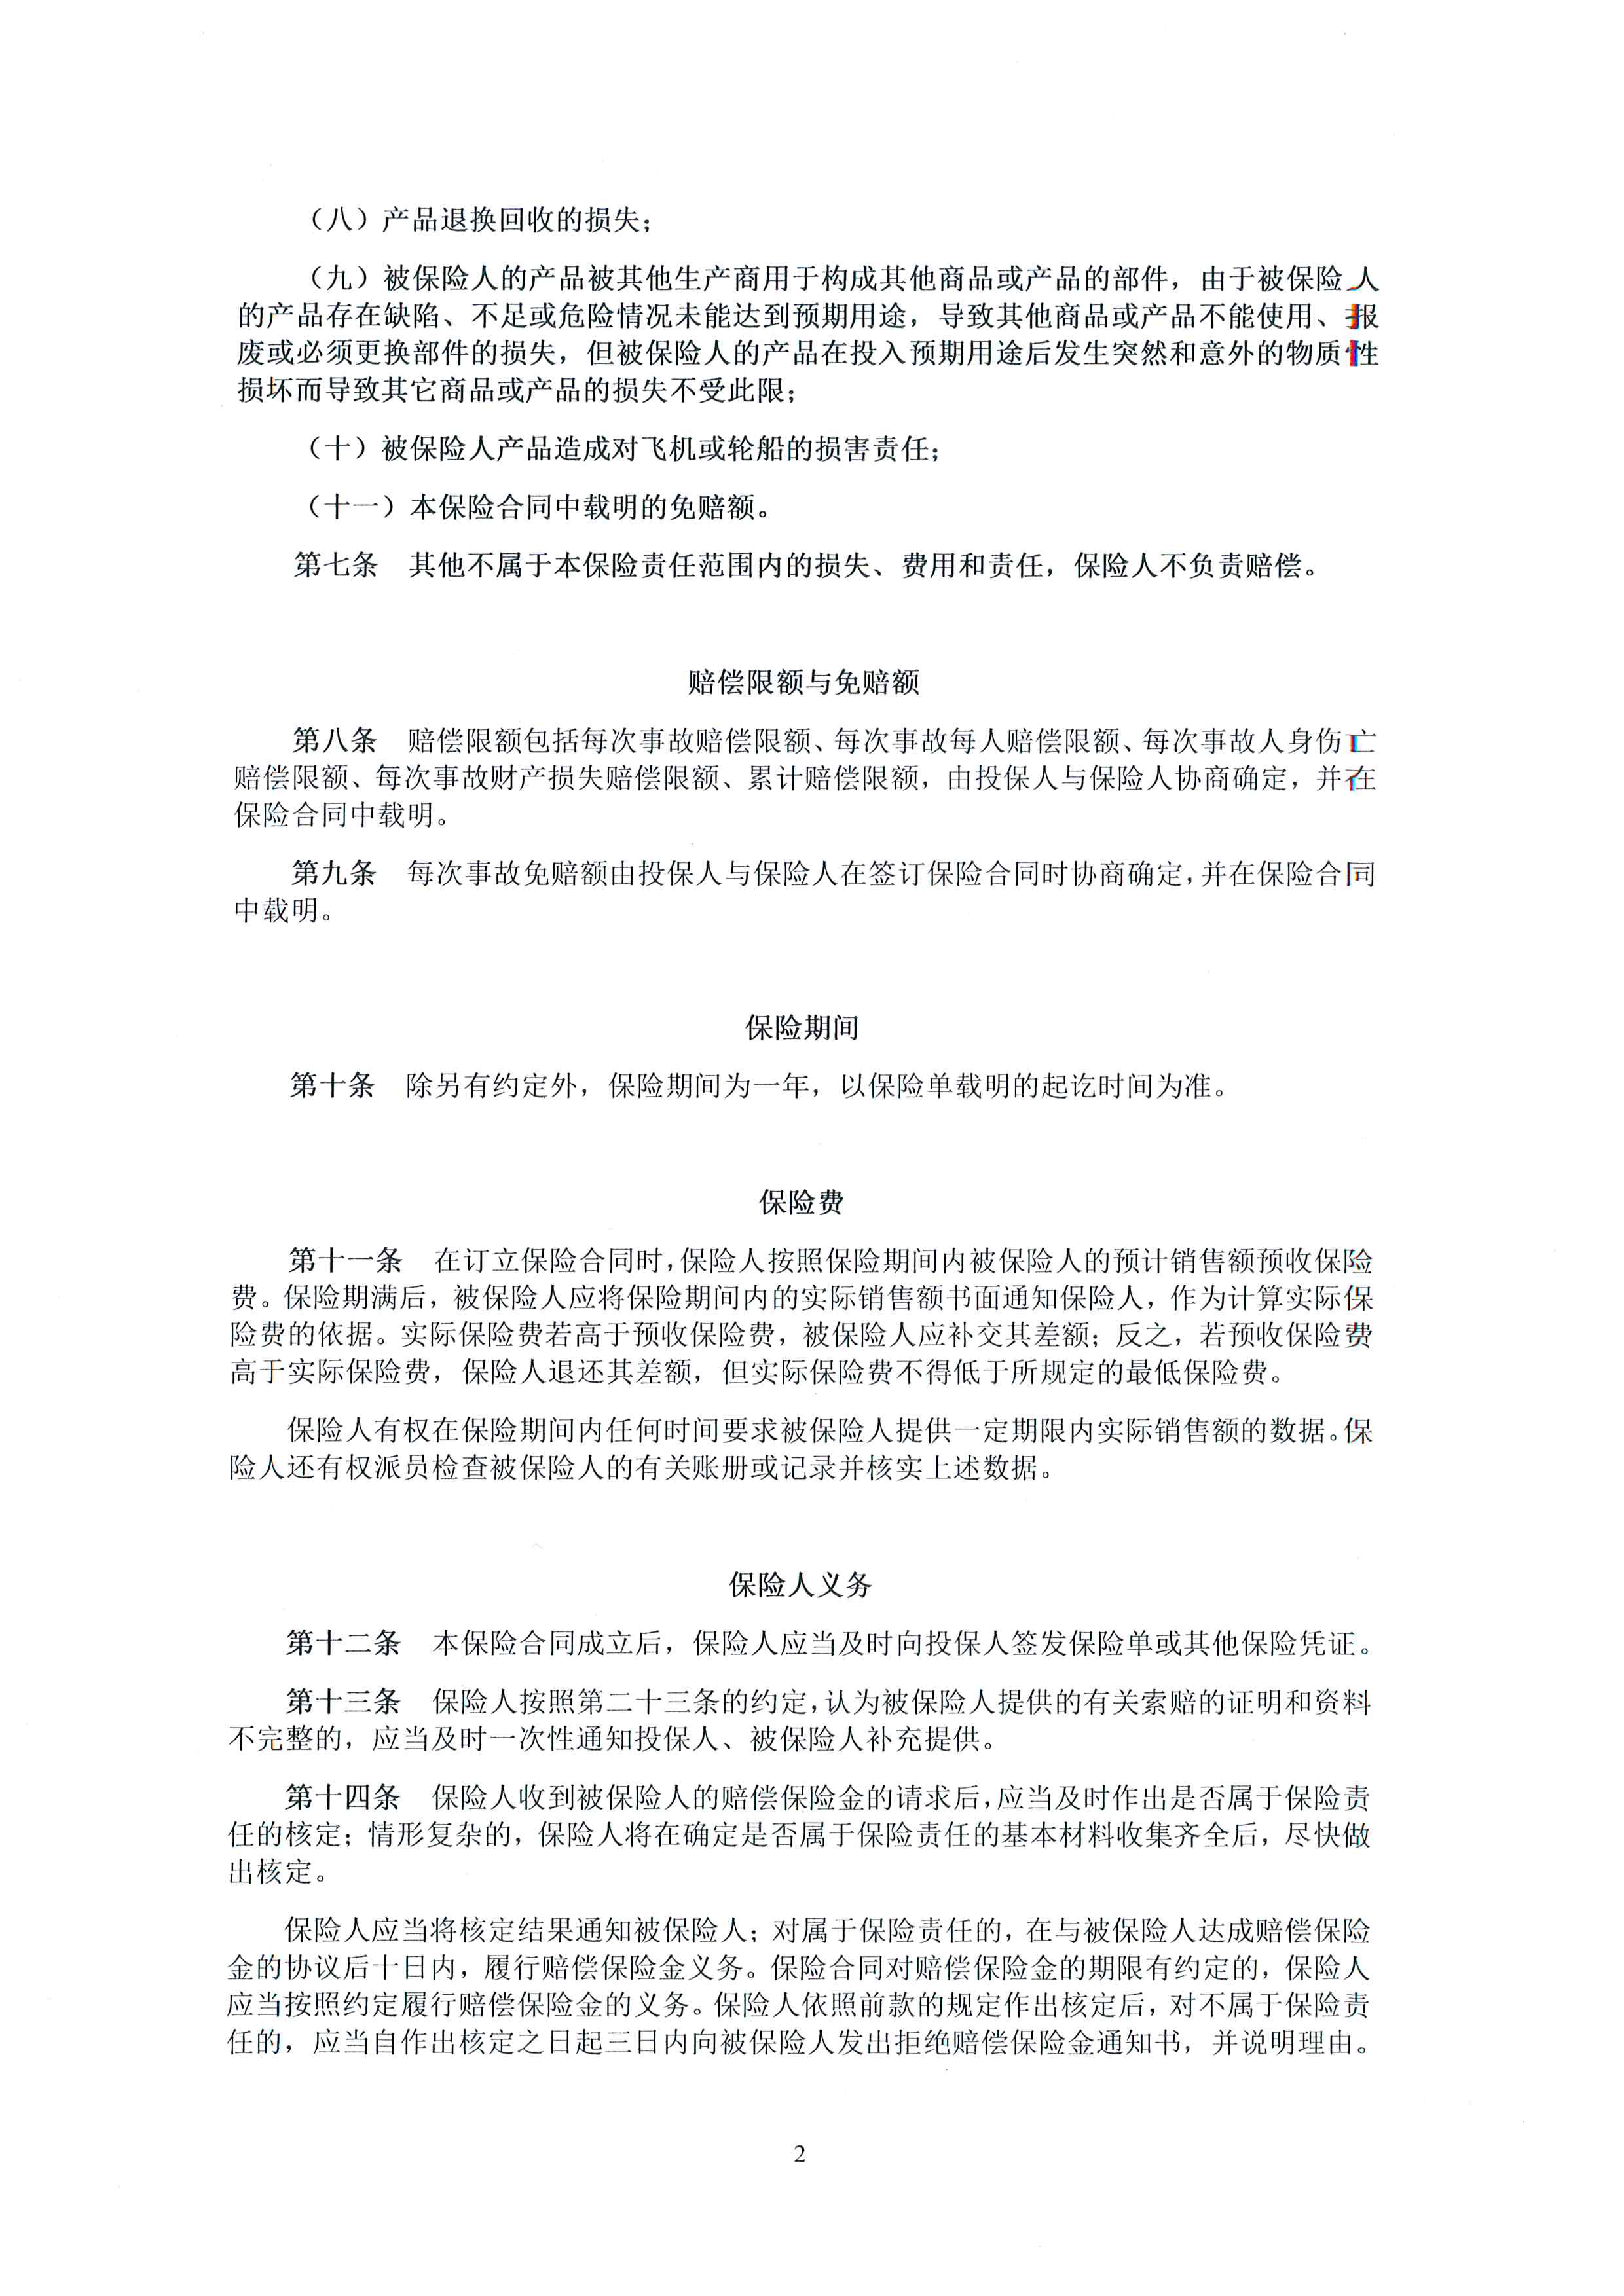 （八）产品退换回收的损失；
（九）被保险人的产品被其他生产商用于构成其他商品或产品的部件，由于被保险人
的产品存在缺陷、不足或危险情况未能达到预期用途，导致其他商品或产品不能使用、报
废或必须更换部件的损失，但被保险人的产品在投入预期用途后发生突然和意外的物质性
损坏而导致其它商品或产品的损失不受此限；
（十）被保险人产品造成对飞机或轮船的损害责任；
（十一）本保险合同中载明的免赔额。
第七条　其他不属于本保险责任范围内的损失、费用和责任，保险人不负责赔偿。
赔偿限额与免赔额
第八条　赔偿限额包括每次事故赔偿限额、每次事故每人赔偿限额、每次事故人身伤亡
赔偿限额、每次事故财产损失赔偿限额、累计赔偿限额，由投保人与保险人协商确定，并在
保险合同中载明。
第九条　每次事故免赔额由投保人与保险人在签订保险合同时协商确定，并在保险合同
中载明。
保险期间
第十条　除另有约定外，保险期间为一年，以保险单载明的起讫时间为准。
保险费
第十一条　在订立保险合同时，保险人按照保险期间内被保险人的预计销售额预收保险
费。保险期满后，被保险人应将保险期间内的实际销售额书面通知保险人，作为计算实际保
险费的依据。实际保险费若高于预收保险费，被保险人应补交其差额；反之，若预收保险费
高于实际保险费，保险人退还其差额，但实际保险费不得低于所规定的最低保险费。
保险人有权在保险期间内任何时间要求被保险人提供一定期限内实际销售额的数据。保
险人还有权派员检查被保险人的有关账册或记录并核实上述数据。
保险人义务
第十二条　本保险合同成立后，保险人应当及时向投保人签发保险单或其他保险凭证。
第十三条　保险人按照第二十三条的约定，认为被保险人提供的有关索赔的证明和资料
不完整的，应当及时一次性通知投保人、被保险人补充提供。
第十四条　保险人收到被保险人的赔偿保险金的请求后，应当及时作出是否属于保险责
任的核定；情形复杂的，保险人将在确定是否属于保险责任的基本材料收集齐全后，尽快做
出核定。
保险人应当将核定结果通知被保险人；对属于保险责任的，在与被保险人达成赔偿保险
金的协议后十日内，履行赔偿保险金义务。保险合同对赔偿保险金的期限有约定的，保险人
应当按照约定履行赔偿保险金的义务。保险人依照前款的规定作出核定后，对不属于保险责
任的，应当自作出核定之日起三日内向被保险人发出拒绝赔偿保险金通知书，并说明理由。
2